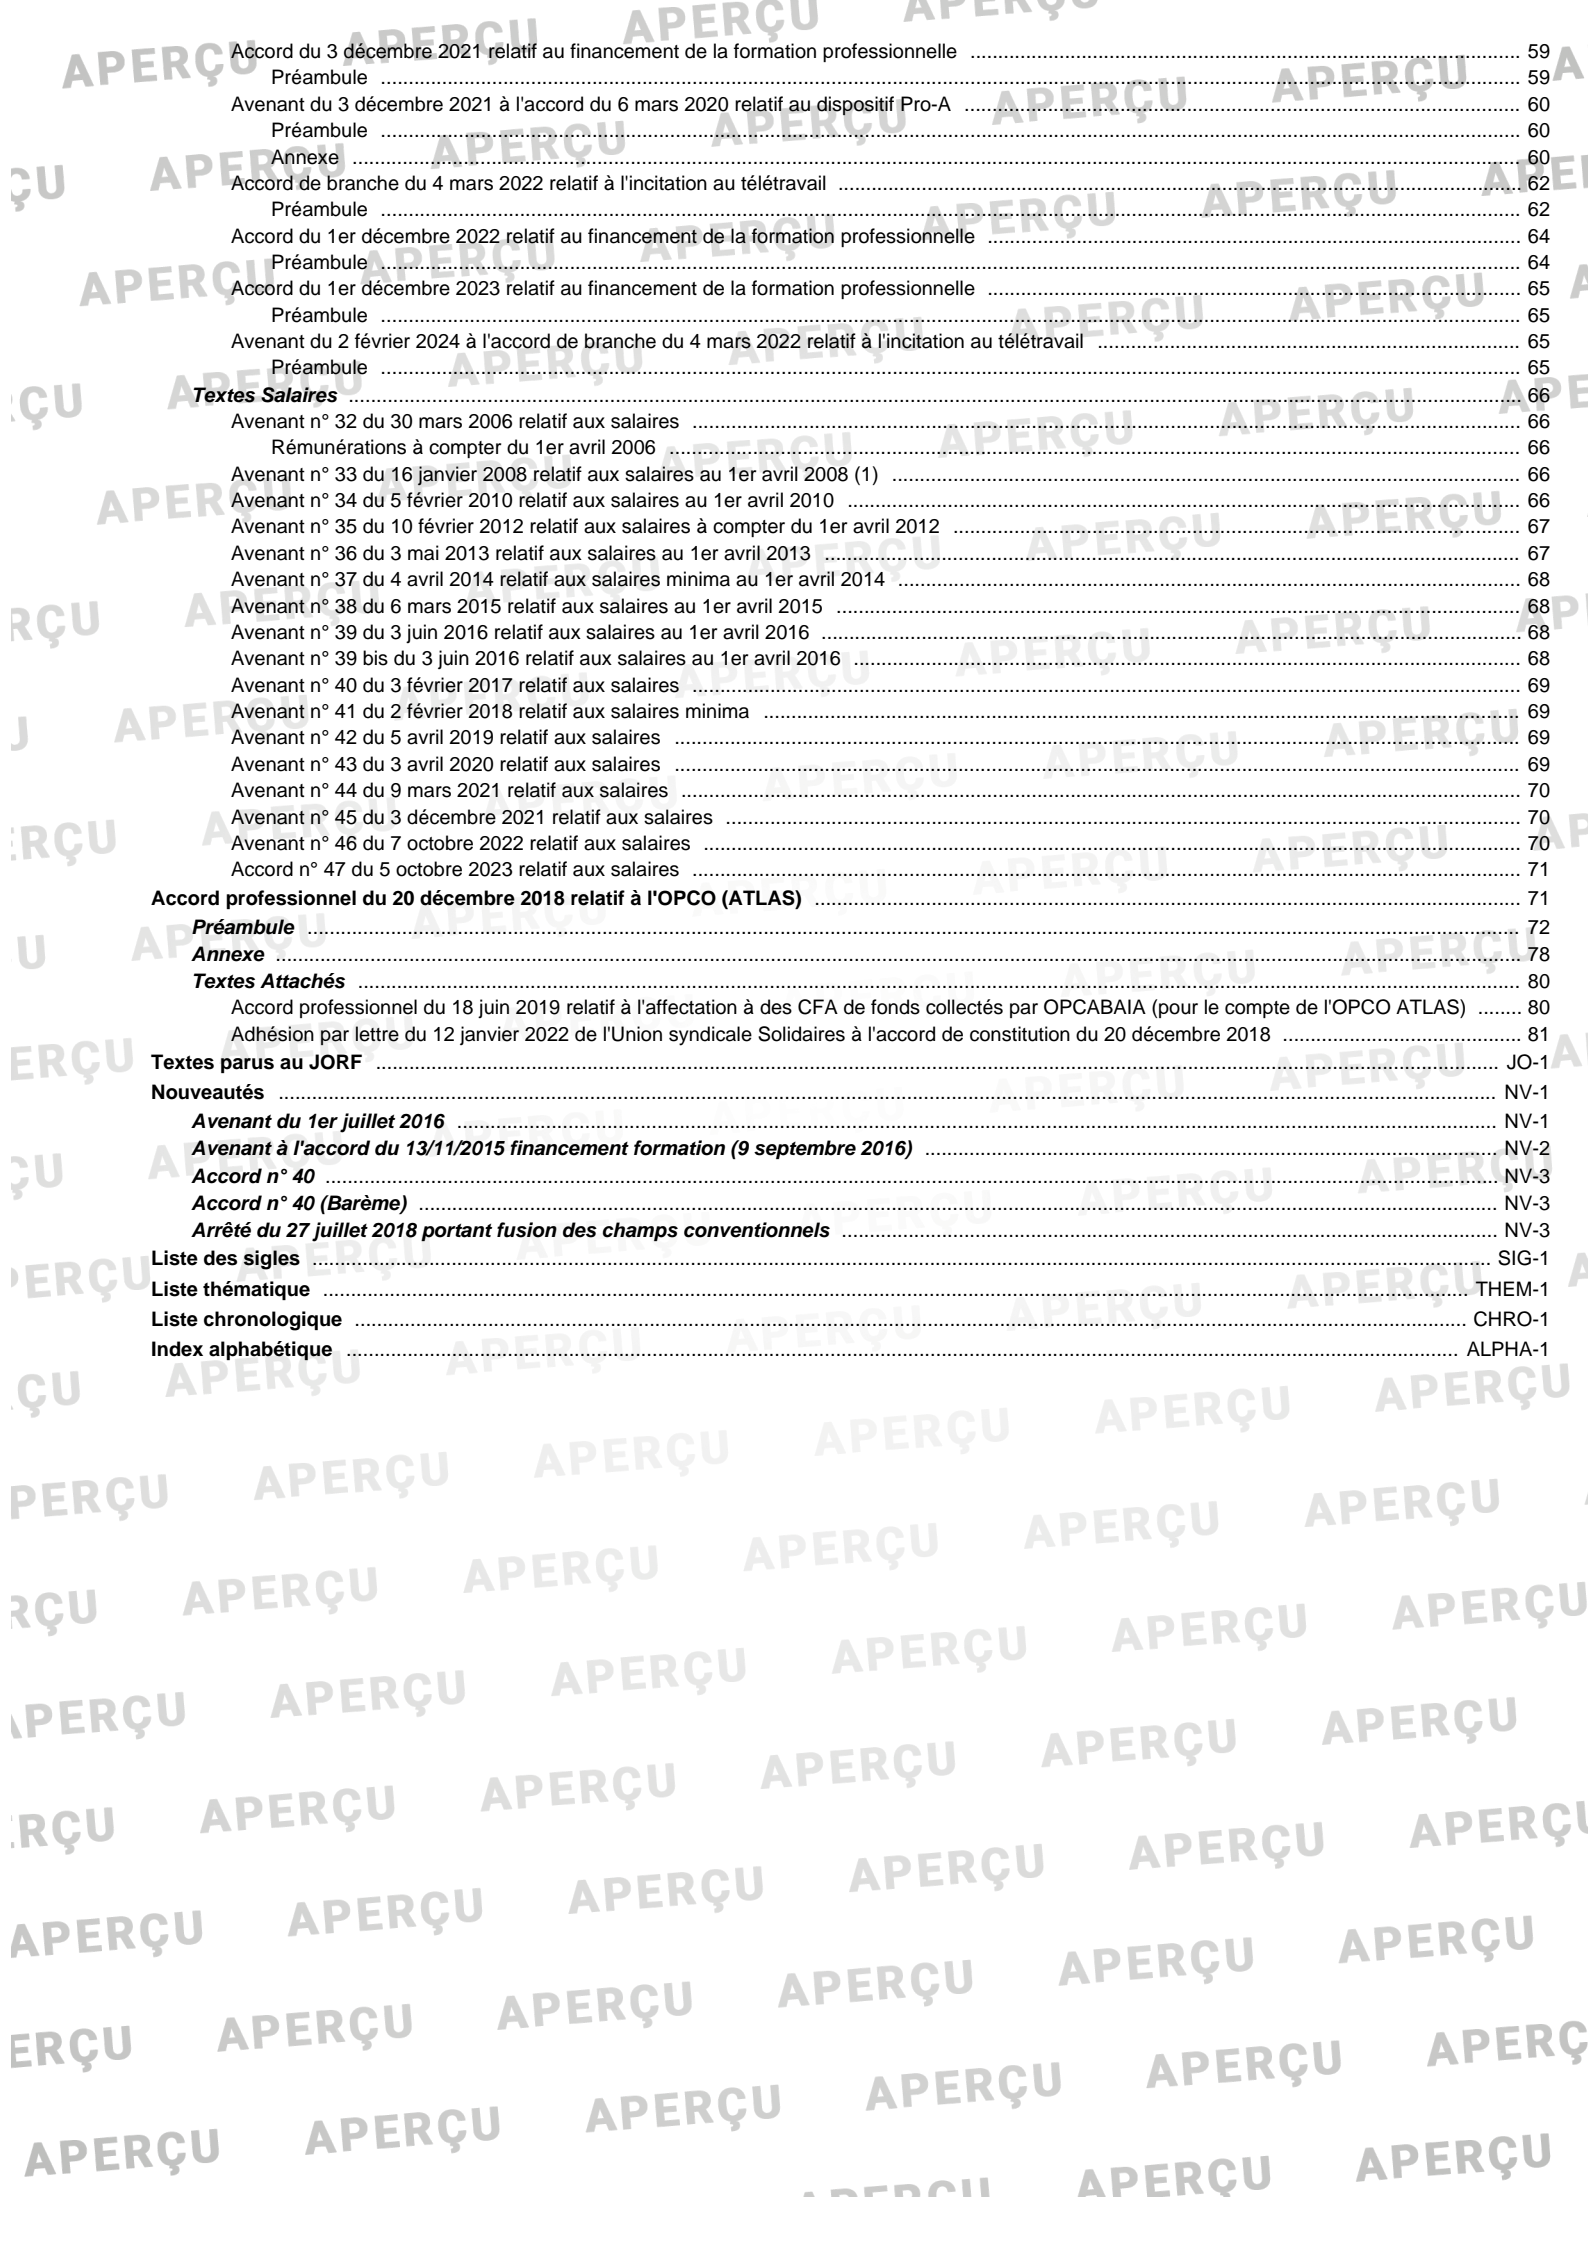 Accord du 3 décembre 2021 relatif au financement de la formation professionnelle ........ 59
Préambule ........ 59
Avenant du 3 décembre 2021 à l'accord du 6 mars 2020 relatif au dispositif Pro-A ........ 60
Préambule ........ 60
Annexe ........ 60
Accord de branche du 4 mars 2022 relatif à l'incitation au télétravail ........ 62
Préambule ........ 62
Accord du 1er décembre 2022 relatif au financement de la formation professionnelle ........ 64
Préambule ........ 64
Accord du 1er décembre 2023 relatif au financement de la formation professionnelle ........ 65
Préambule ........ 65
Avenant du 2 février 2024 à l'accord de branche du 4 mars 2022 relatif à l'incitation au télétravail ........ 65
Préambule ........ 65
Textes Salaires ........ 66
Avenant n° 32 du 30 mars 2006 relatif aux salaires ........ 66
Rémunérations à compter du 1er avril 2006 ........ 66
Avenant n° 33 du 16 janvier 2008 relatif aux salaires au 1er avril 2008 (1) ........ 66
Avenant n° 34 du 5 février 2010 relatif aux salaires au 1er avril 2010 ........ 66
Avenant n° 35 du 10 février 2012 relatif aux salaires à compter du 1er avril 2012 ........ 67
Avenant n° 36 du 3 mai 2013 relatif aux salaires au 1er avril 2013 ........ 67
Avenant n° 37 du 4 avril 2014 relatif aux salaires minima au 1er avril 2014 ........ 68
Avenant n° 38 du 6 mars 2015 relatif aux salaires au 1er avril 2015 ........ 68
Avenant n° 39 du 3 juin 2016 relatif aux salaires au 1er avril 2016 ........ 68
Avenant n° 39 bis du 3 juin 2016 relatif aux salaires au 1er avril 2016 ........ 68
Avenant n° 40 du 3 février 2017 relatif aux salaires ........ 69
Avenant n° 41 du 2 février 2018 relatif aux salaires minima ........ 69
Avenant n° 42 du 5 avril 2019 relatif aux salaires ........ 69
Avenant n° 43 du 3 avril 2020 relatif aux salaires ........ 69
Avenant n° 44 du 9 mars 2021 relatif aux salaires ........ 70
Avenant n° 45 du 3 décembre 2021 relatif aux salaires ........ 70
Avenant n° 46 du 7 octobre 2022 relatif aux salaires ........ 70
Accord n° 47 du 5 octobre 2023 relatif aux salaires ........ 71
Accord professionnel du 20 décembre 2018 relatif à l'OPCO (ATLAS) ........ 71
Préambule ........ 72
Annexe ........ 78
Textes Attachés ........ 80
Accord professionnel du 18 juin 2019 relatif à l'affectation à des CFA de fonds collectés par OPCABAIA (pour le compte de l'OPCO ATLAS) ........ 80
Adhésion par lettre du 12 janvier 2022 de l'Union syndicale Solidaires à l'accord de constitution du 20 décembre 2018 ........ 81
Textes parus au JORF ........ JO-1
Nouveautés ........ NV-1
Avenant du 1er juillet 2016 ........ NV-1
Avenant à l'accord du 13/11/2015 financement formation (9 septembre 2016) ........ NV-2
Accord n° 40 ........ NV-3
Accord n° 40 (Barème) ........ NV-3
Arrêté du 27 juillet 2018 portant fusion des champs conventionnels ........ NV-3
Liste des sigles ........ SIG-1
Liste thématique ........ THEM-1
Liste chronologique ........ CHRO-1
Index alphabétique ........ ALPHA-1